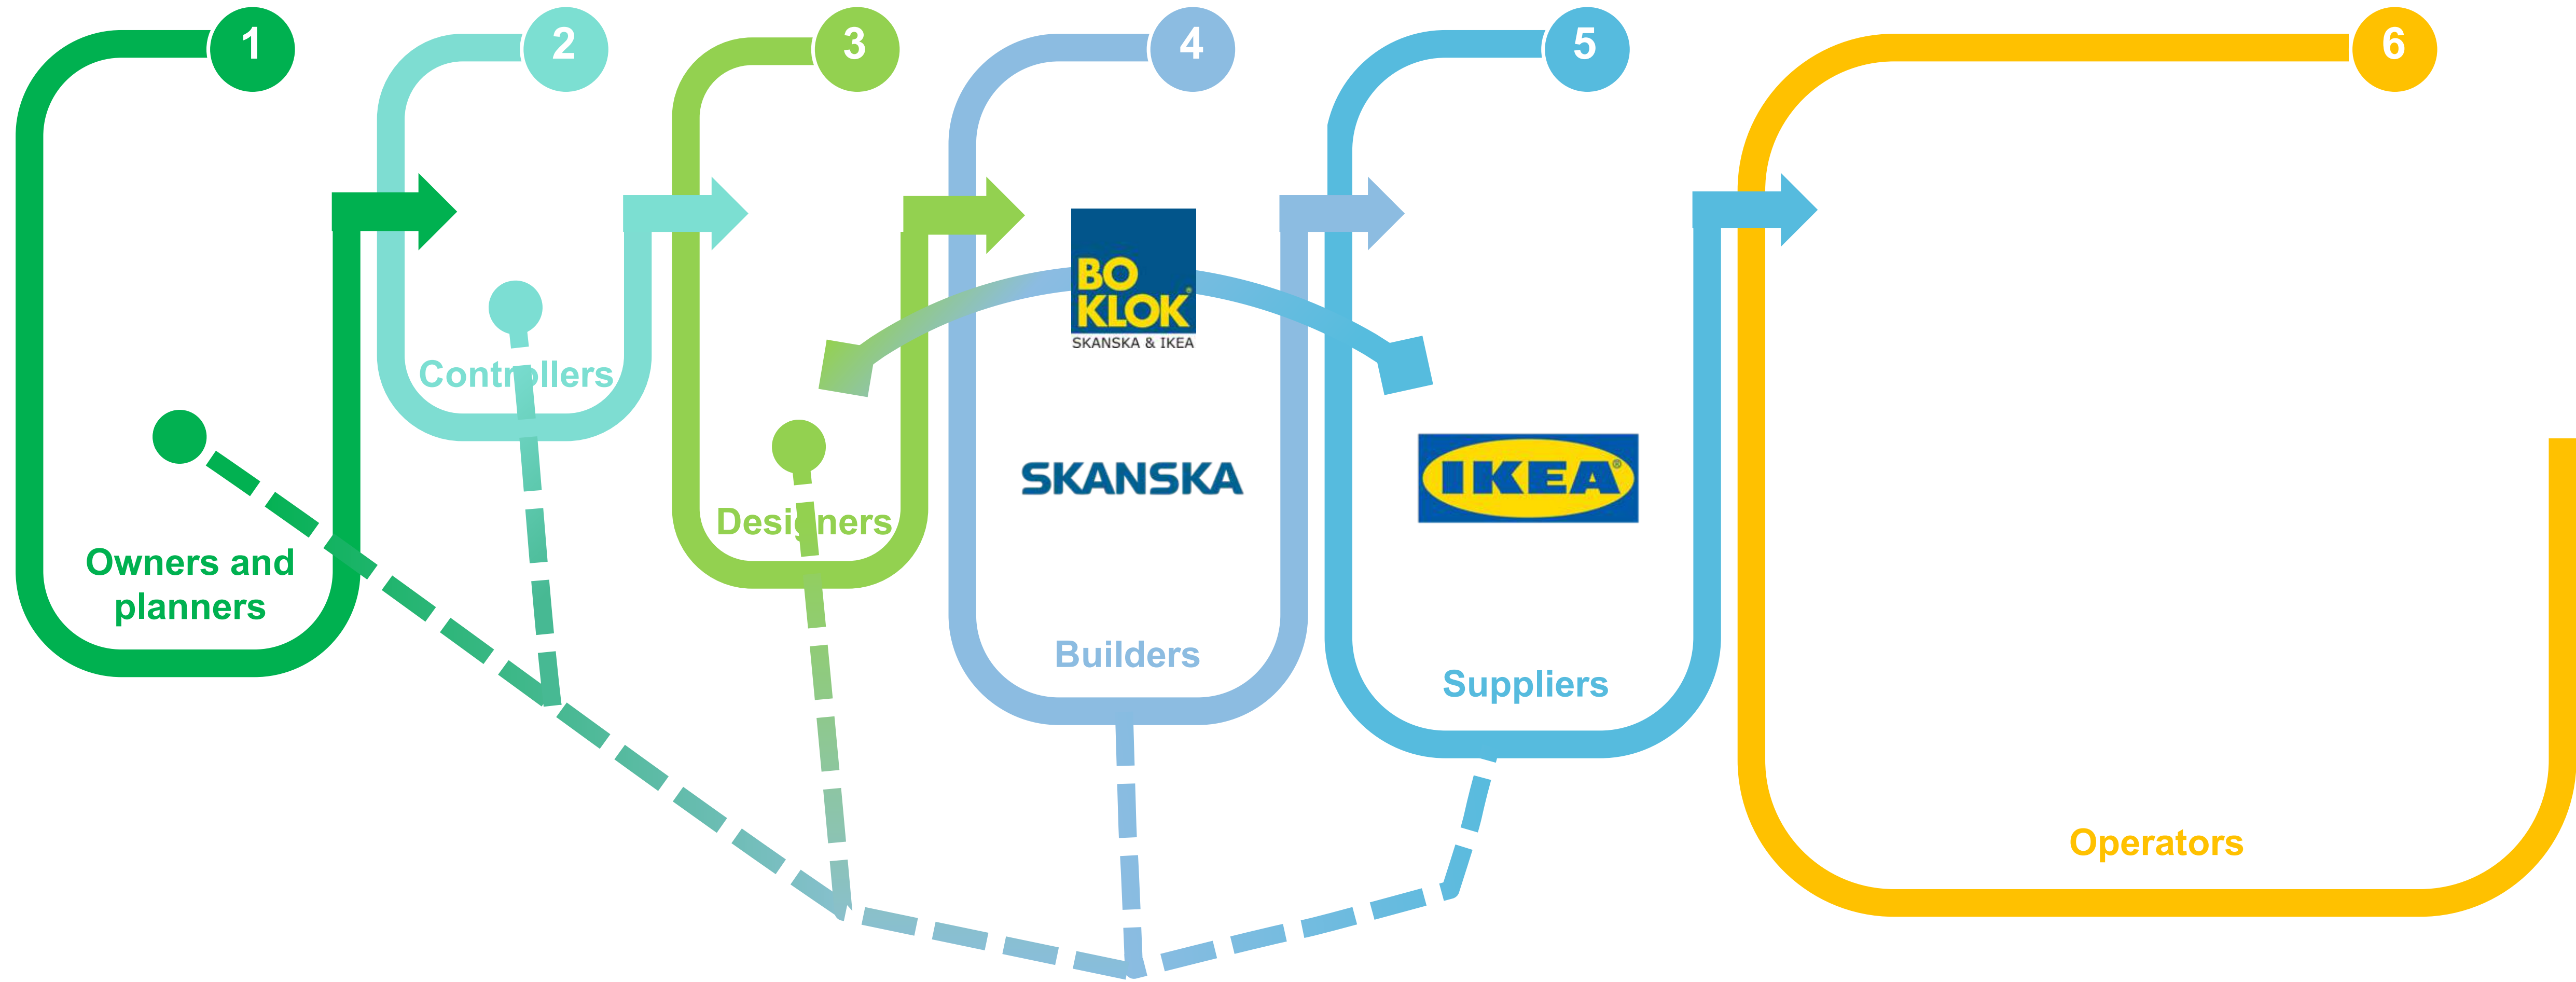 1
2
3
4
5
6
BO
KLOK®
SKANSKA & IKEA
Controllers
SKANSKA
IKEA®
Designers
Owners and
planners
Builders
Suppliers
Operators